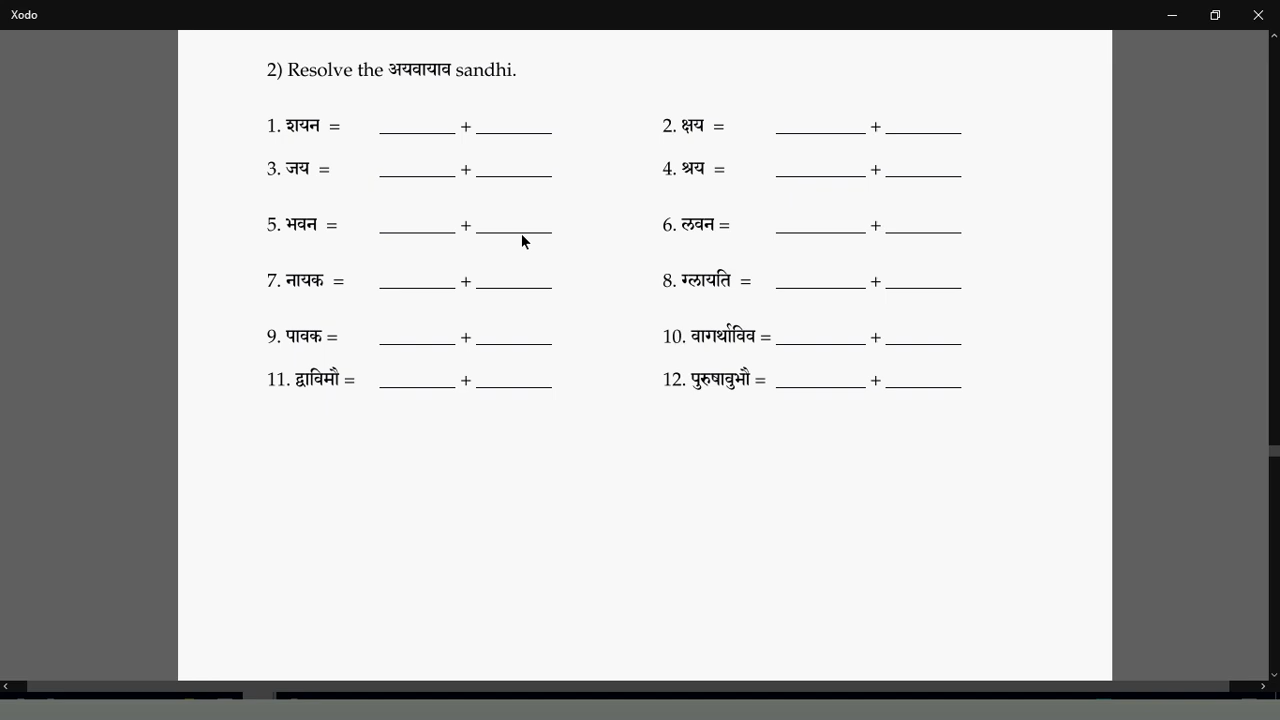 Xodo
2) Resolve the अयवायाव sandhi.
1. शयन = ________ + ________ 2. क्षय = ________ + ________
3. जय = ________ + ________ 4. श्रय = ________ + ________
5. भवन = ________ + ________ 6. लवन = ________ + ________
7. नायक = ________ + ________ 8. ग्लायति = ________ + ________
9. पावक = ________ + ________ 10. वागर्थाविव = ________ + ________
11. द्वाविमौ = ________ + ________ 12. पुरुषावुभौ = ________ + ________